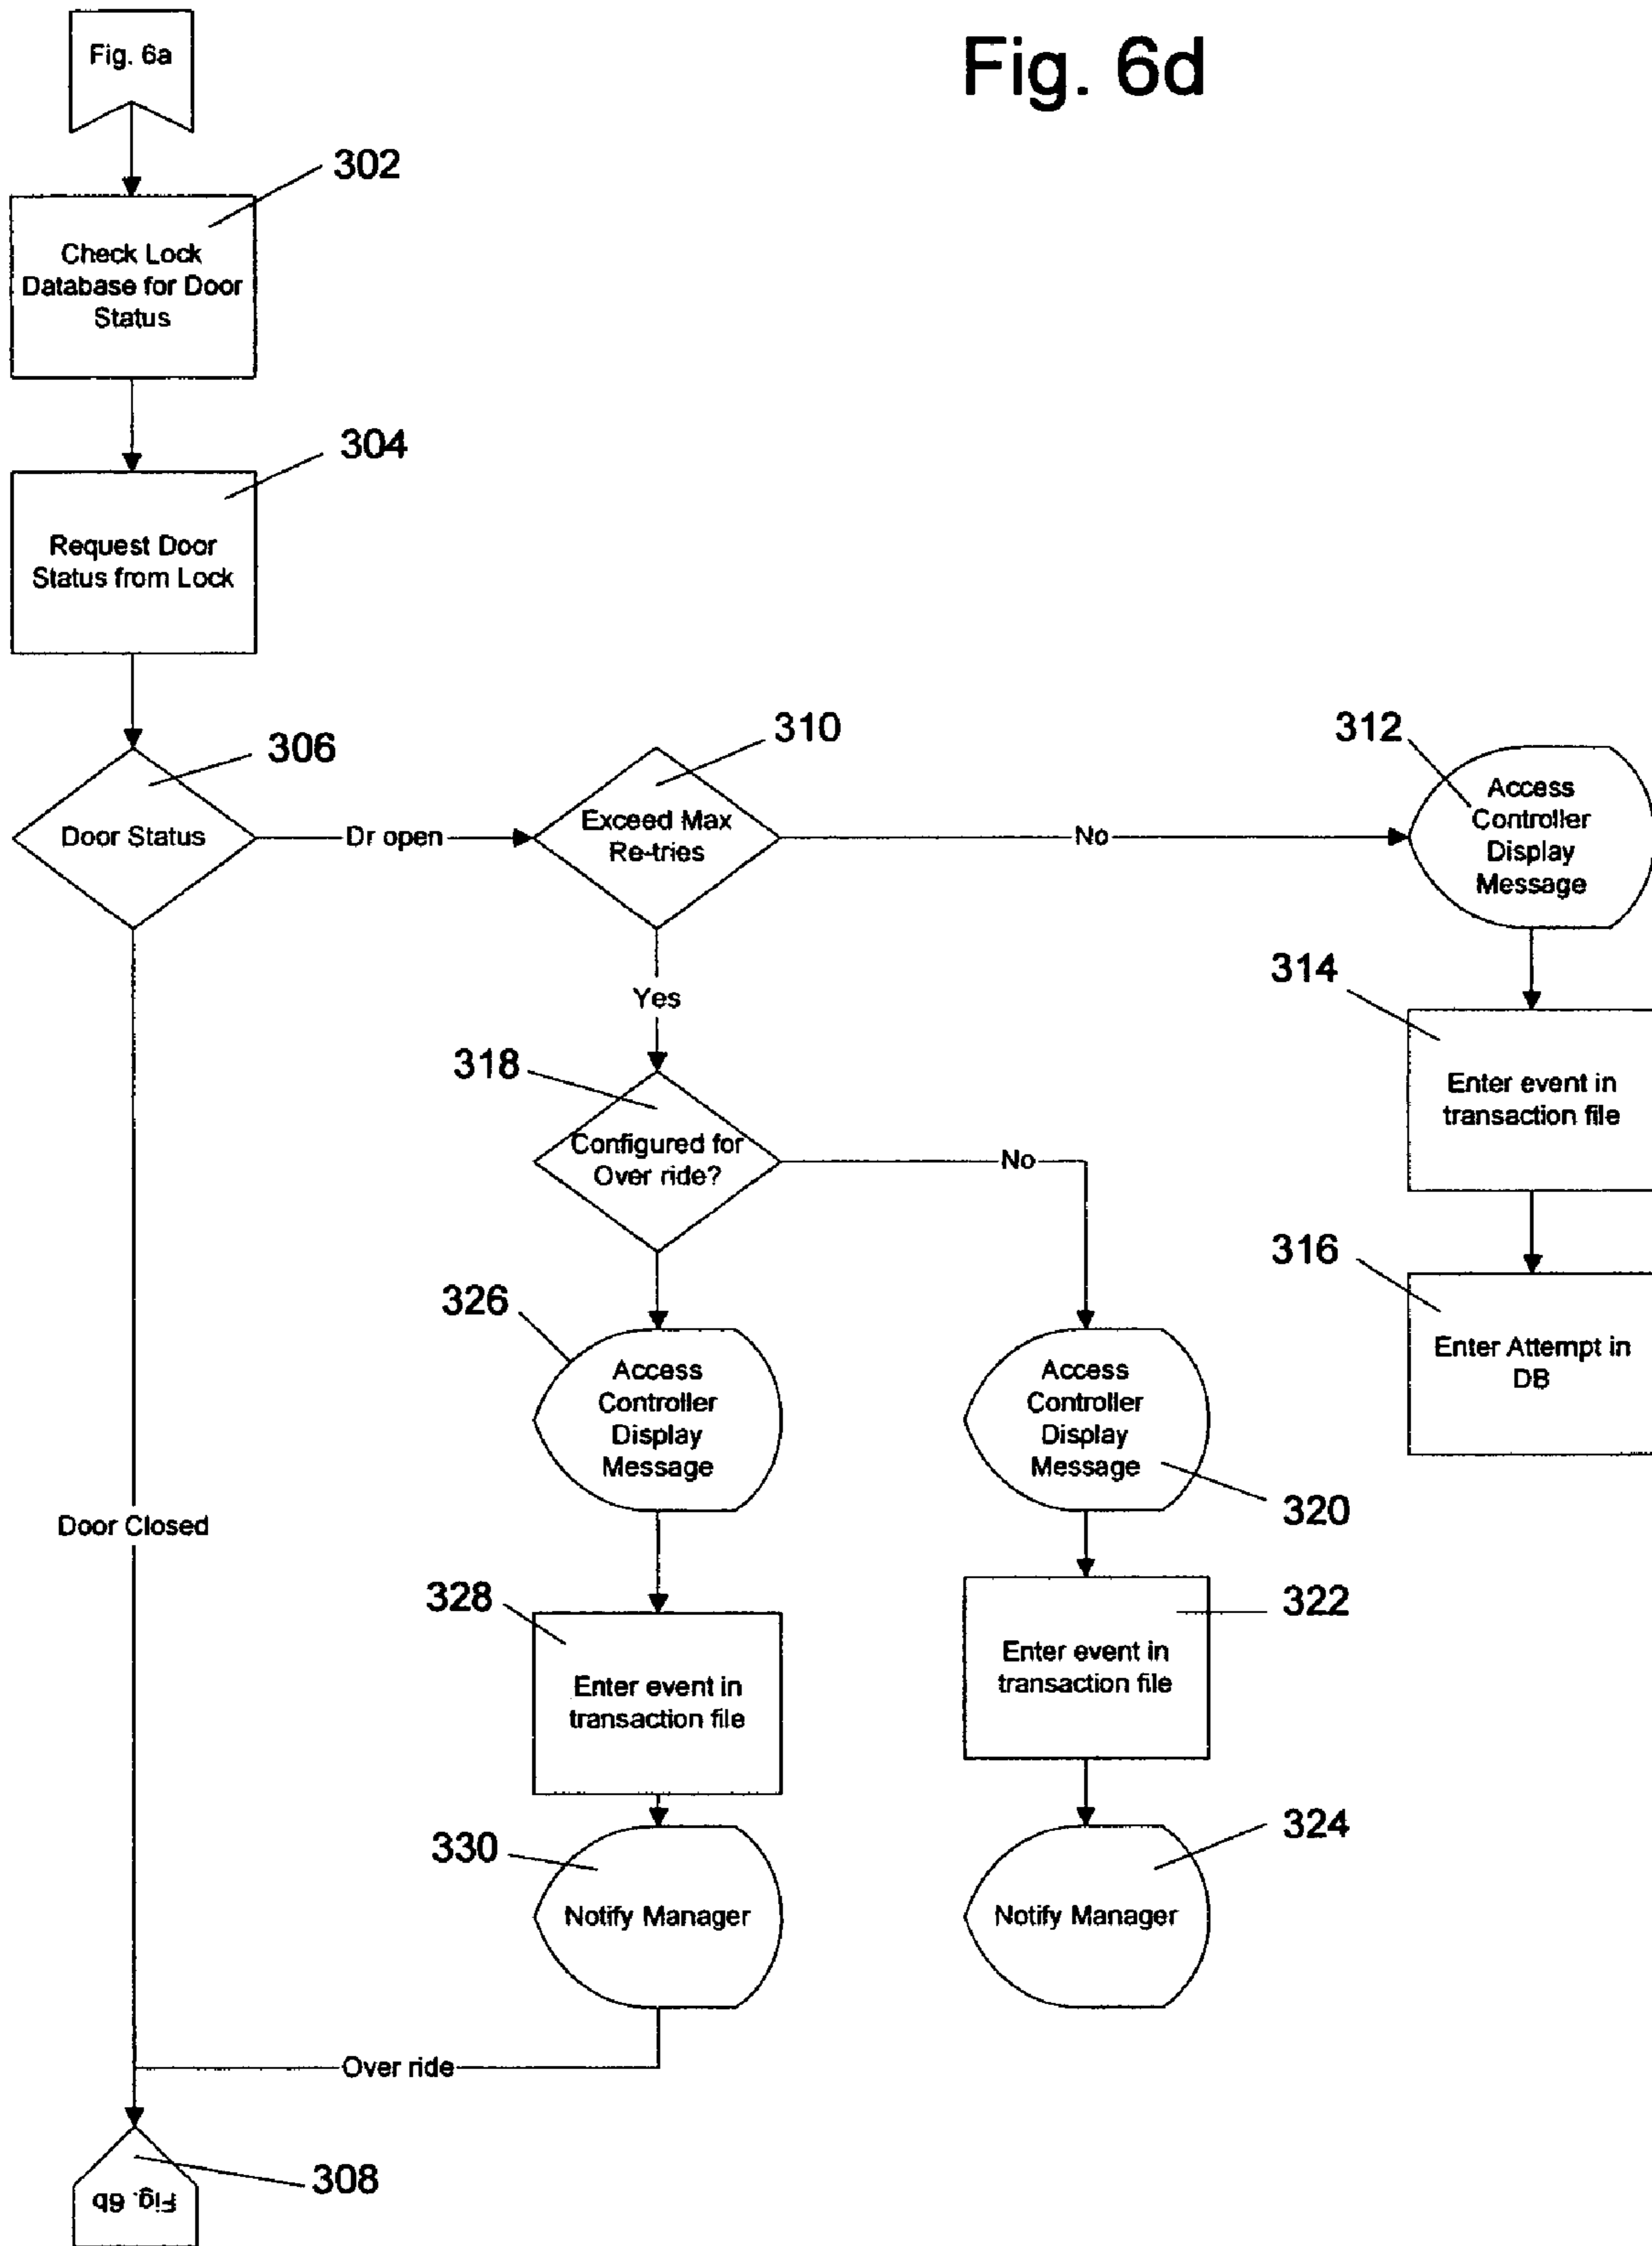 Fig. 6d
Fig. 6a
302
Check Lock
Database for Door
Status
304
Request Door
Status from Lock
306
Door Status
Dr open
310
Exceed Max
Re-tries
No
312
Access
Controller
Display
Message
314
Enter event in
transaction file
316
Enter Attempt in
DB
Yes
318
Configured for
Over ride?
No
326
Access
Controller
Display
Message
Access
Controller
Display
Message
320
Door Closed
328
Enter event in
transaction file
322
Enter event in
transaction file
330
Notify Manager
324
Notify Manager
Over ride
308
Fig. 6b